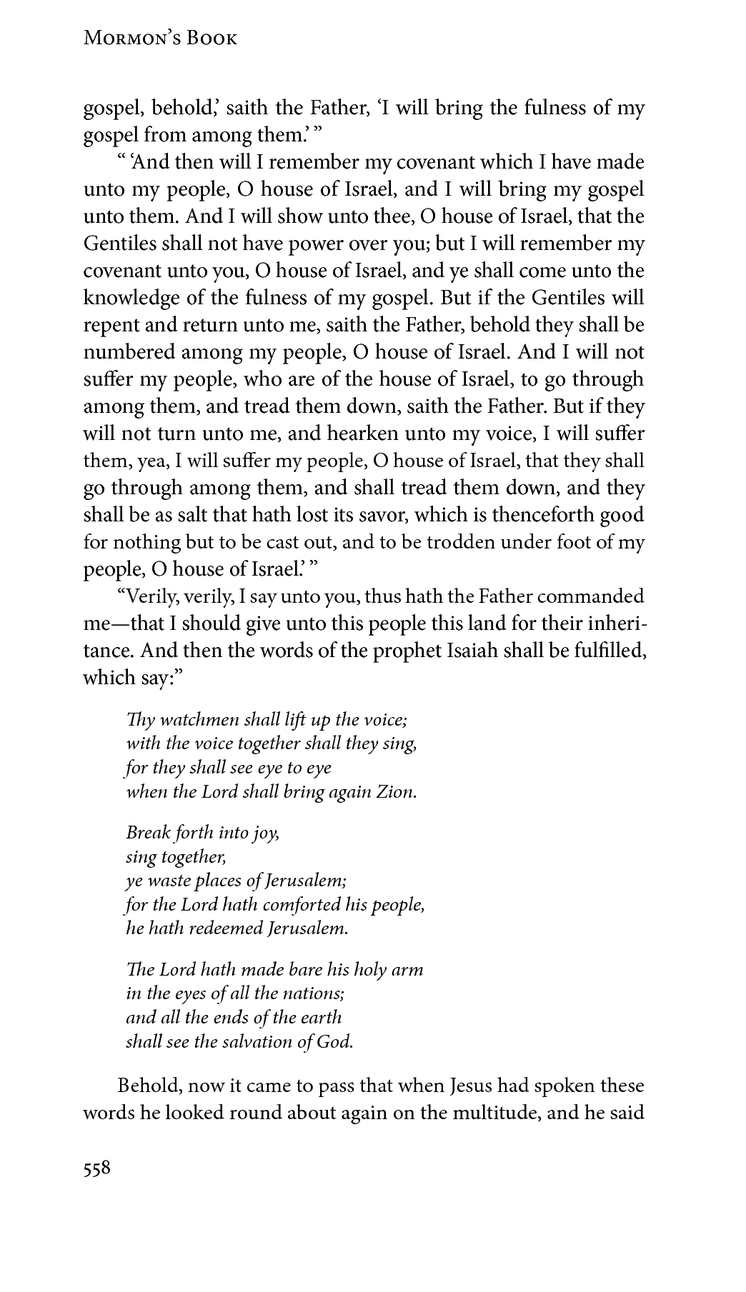 Mormon's Book
gospel, behold,’ saith the Father, ‘I will bring the fulness of my
gospel from among them.’ ”
“ ‘And then will I remember my covenant which I have made
unto my people, O house of Israel, and I will bring my gospel
unto them. And I will show unto thee, O house of Israel, that the
Gentiles shall not have power over you; but I will remember my
covenant unto you, O house of Israel, and ye shall come unto the
knowledge of the fulness of my gospel. But if the Gentiles will
repent and return unto me, saith the Father, behold they shall be
numbered among my people, O house of Israel. And I will not
suffer my people, who are of the house of Israel, to go through
among them, and tread them down, saith the Father. But if they
will not turn unto me, and hearken unto my voice, I will suffer
them, yea, I will suffer my people, O house of Israel, that they shall
go through among them, and shall tread them down, and they
shall be as salt that hath lost its savor, which is thenceforth good
for nothing but to be cast out, and to be trodden under foot of my
people, O house of Israel.’ ”
“Verily, verily, I say unto you, thus hath the Father commanded
me—that I should give unto this people this land for their inheri-
tance. And then the words of the prophet Isaiah shall be fulfilled,
which say:”
Thy watchmen shall lift up the voice;
with the voice together shall they sing,
for they shall see eye to eye
when the Lord shall bring again Zion.
Break forth into joy,
sing together,
ye waste places of Jerusalem;
for the Lord hath comforted his people,
he hath redeemed Jerusalem.
The Lord hath made bare his holy arm
in the eyes of all the nations;
and all the ends of the earth
shall see the salvation of God.
Behold, now it came to pass that when Jesus had spoken these
words he looked round about again on the multitude, and he said
558